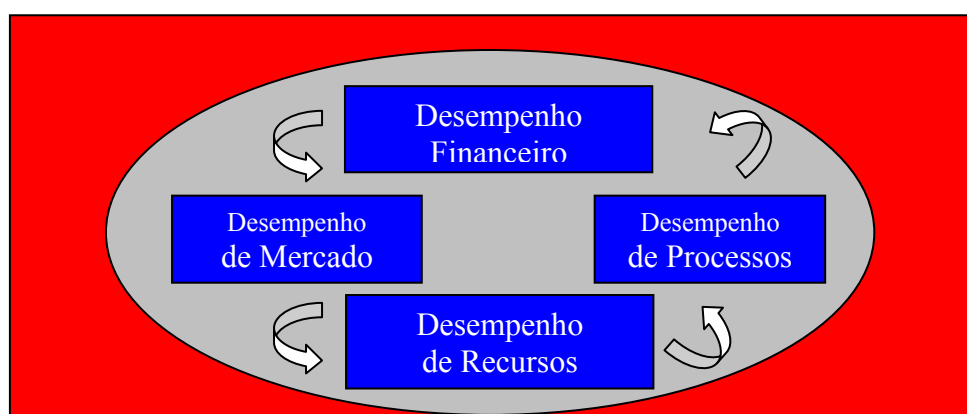 Desempenho
Financeiro
Desempenho
de Mercado
Desempenho
de Processos
Desempenho
de Recursos